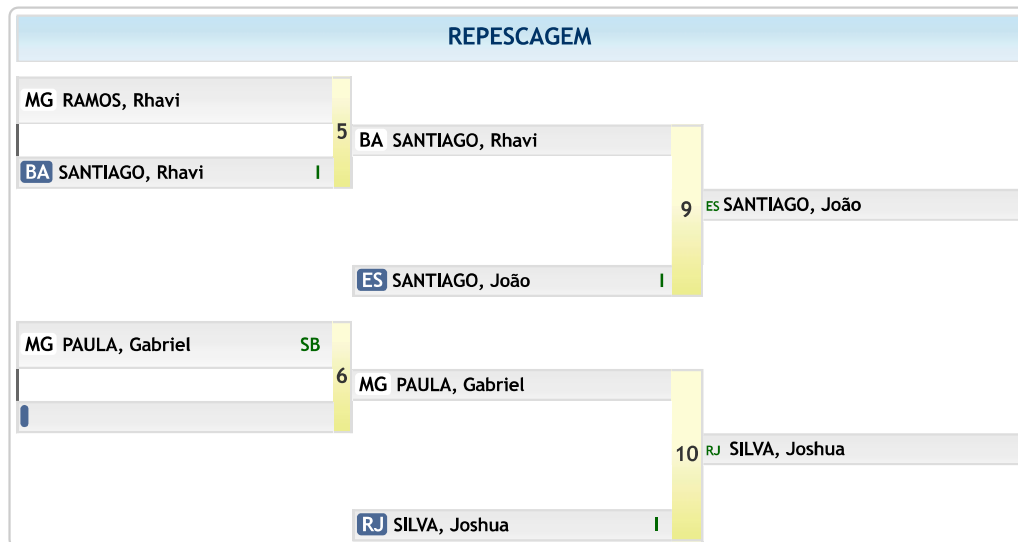 REPESCAGEM
MG RAMOS, Rhavi
5
BA SANTIAGO, Rhavi
BA SANTIAGO, Rhavi I
9
ES SANTIAGO, João
ES SANTIAGO, João I
MG PAULA, Gabriel SB
6
MG PAULA, Gabriel
10
RJ SILVA, Joshua
RJ SILVA, Joshua I